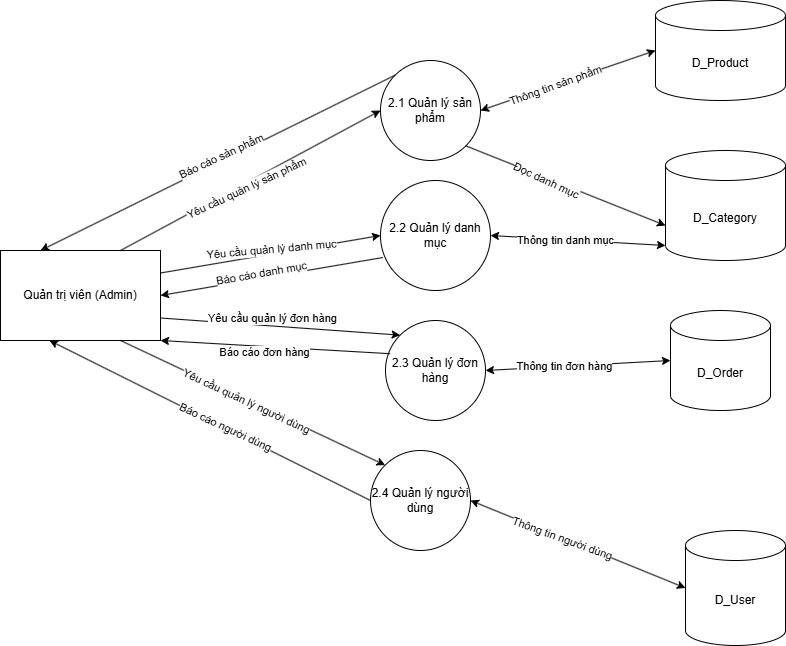 D_Product
Thông tin sản phẩm
2.1 Quản lý sản
phẩm
Báo cáo sản phẩm
Yêu cầu quản lý sản phẩm
Đọc danh mục
D_Category
2.2 Quản lý danh
mục
Yêu cầu quản lý danh mục
Thông tin danh mục
Báo cáo danh mục
Quản trị viên (Admin)
Yêu cầu quản lý đơn hàng
Báo cáo đơn hàng
2.3 Quản lý đơn
hàng
Thông tin đơn hàng
D_Order
Yêu cầu quản lý người dùng
Báo cáo người dùng
2.4 Quản lý người
dùng
Thông tin người dùng
D_User